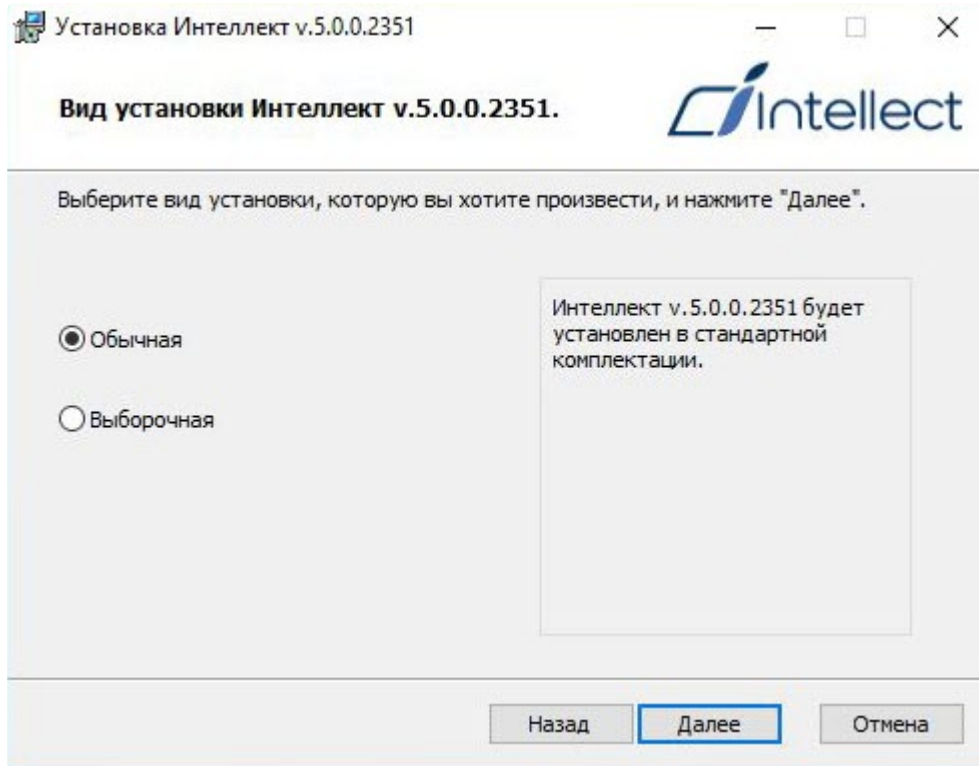 Установка Интеллект v.5.0.0.2351
Вид установки Интеллект v.5.0.0.2351.
Intellect
Выберите вид установки, которую вы хотите произвести, и нажмите "Далее".
Обычная
Выборочная
Интеллект v.5.0.0.2351 будет
установлен в стандартной
комплектации.
Назад
Далее
Отмена